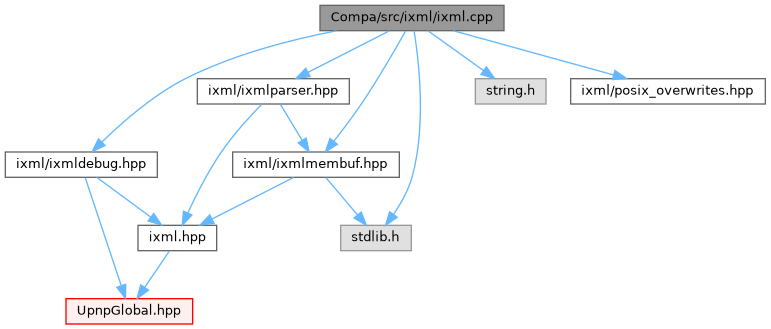 Compa/src/ixml/ixml.cpp
ixml/ixmlparser.hpp
string.h
ixml/posix_overwrites.hpp
ixml/ixmldebug.hpp
ixml/ixmlmembuf.hpp
ixml.hpp
stdlib.h
UpnpGlobal.hpp